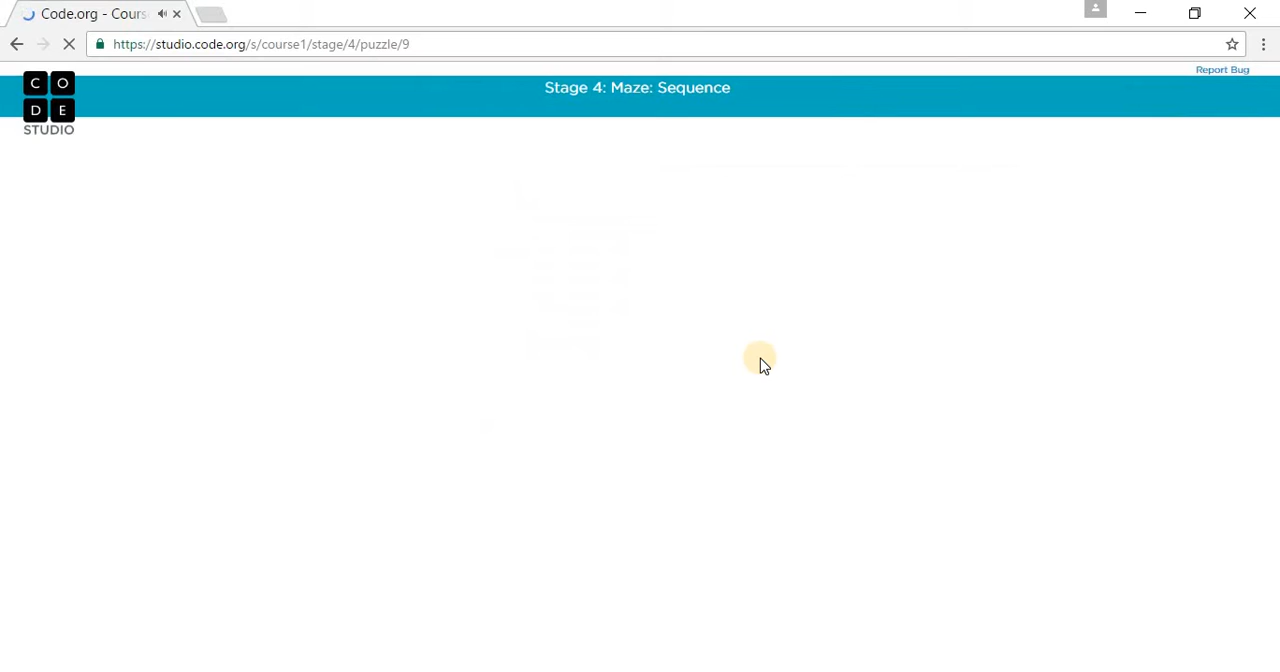 Code.org - Cours
https://studio.code.org/s/course1/stage/4/puzzle/9
Report Bug
Stage 4: Maze: Sequence
C O
D E
STUDIO